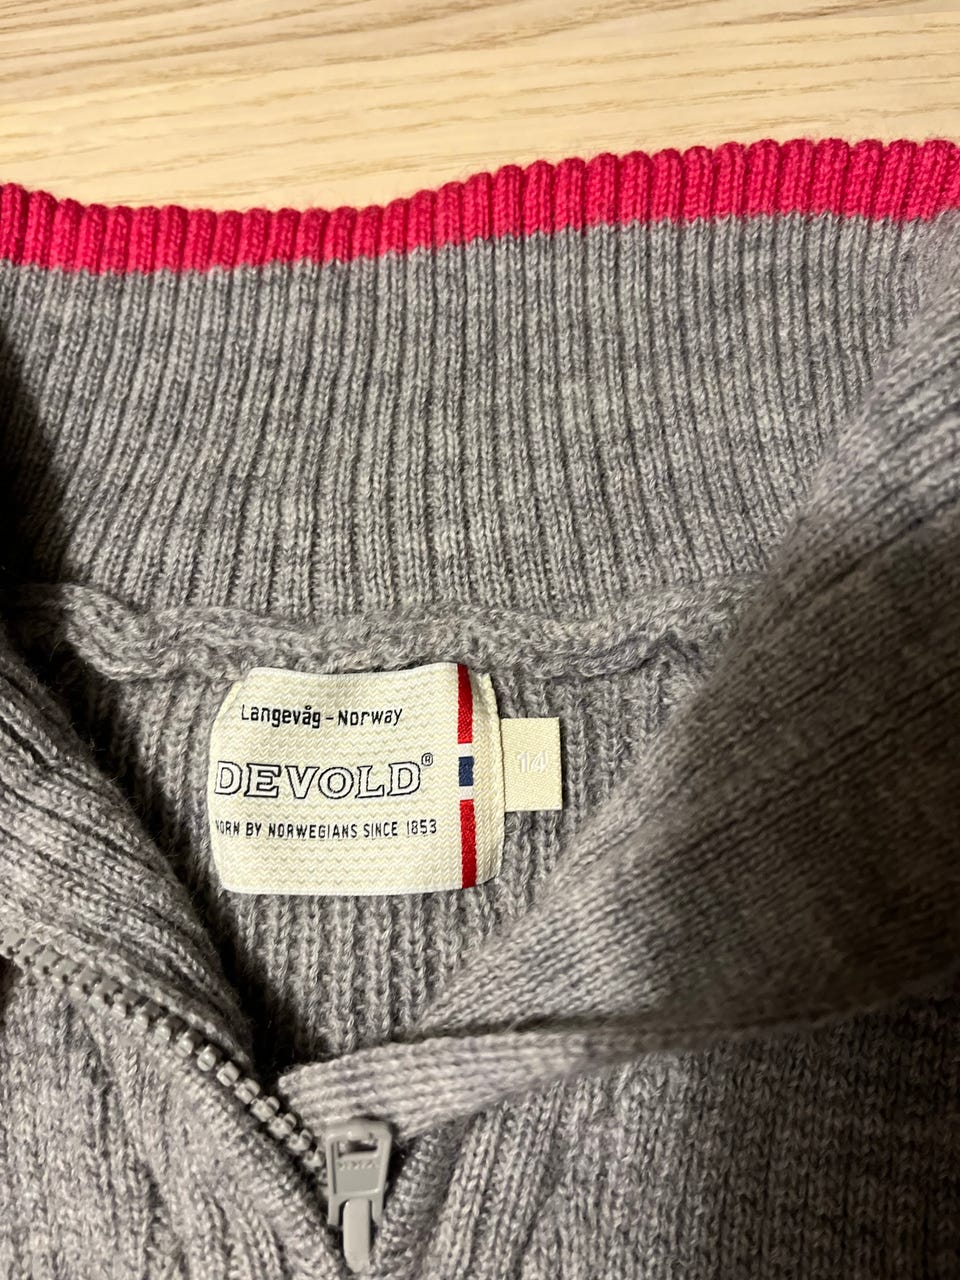 Langevåg - Norway
DEVOLD®
WORN BY NORWEGIANS SINCE 1853
14